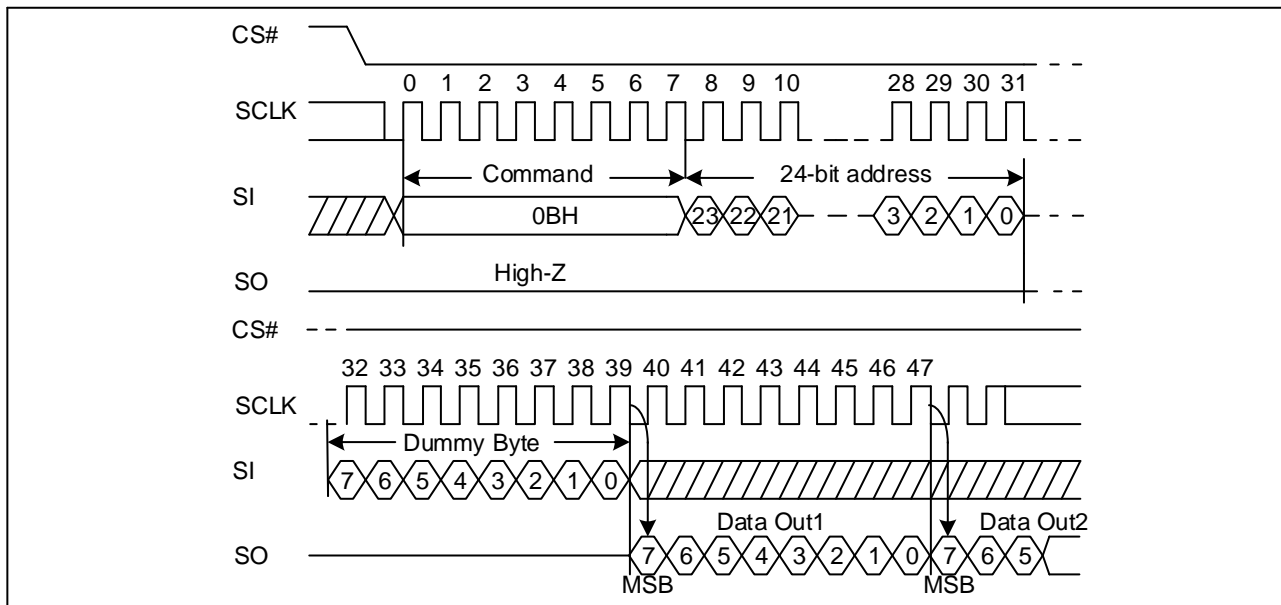 CS#
0 1 2 3 4 5 6 7 8 9 10 28 29 30 31
SCLK
Command 24-bit address
SI
0BH 23 22 21 3 2 1 0
High-Z
SO
CS#
32 33 34 35 36 37 38 39 40 41 42 43 44 45 46 47
SCLK
Dummy Byte
SI
7 6 5 4 3 2 1 0
Data Out1 Data Out2
SO
7 6 5 4 3 2 1 0 7 6 5
MSB MSB